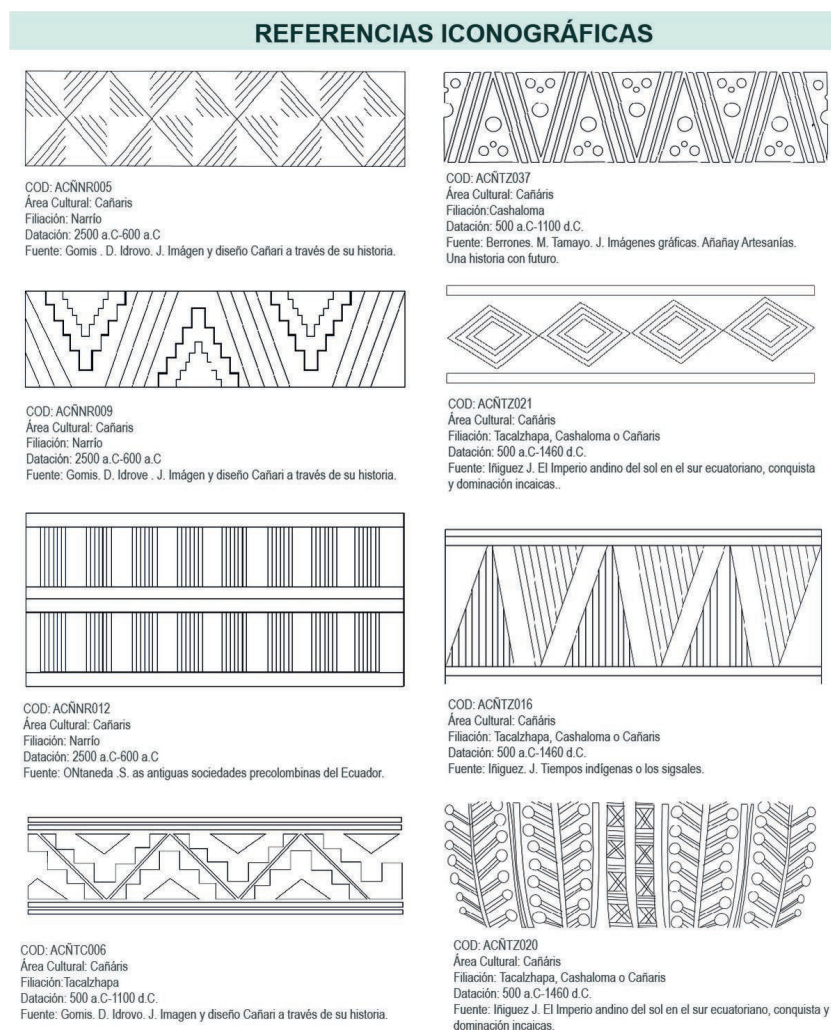 REFERENCIAS ICONOGRÁFICAS
COD: ACÑNR005
Área Cultural: Cañaris
Filiación: Narrío
Datación: 2500 a.C-600 a.C
Fuente: Gomis . D. Idrovo. J. Imágen y diseño Cañari a través de su historia.
COD: ACÑNR009
Área Cultural: Cañaris
Filiación: Narrío
Datación: 2500 a.C-600 a.C
Fuente: Gomis. D. Idrove . J. Imágen y diseño Cañari a través de su historia.
COD: ACÑNR012
Área Cultural: Cañaris
Filiación: Narrío
Datación: 2500 a.C-600 a.C
Fuente: ONtaneda .S. as antiguas sociedades precolombinas del Ecuador.
COD: ACÑTC006
Área Cultural: Cañáris
Filiación:Tacalzhapa
Datación: 500 a.C-1100 d.C.
Fuente: Gomis. D. Idrovo. J. Imagen y diseño Cañari a través de su historia.
COD: ACÑTZ037
Área Cultural: Cañáris
Filiación:Cashaloma
Datación: 500 a.C-1100 d.C.
Fuente: Berrones. M. Tamayo. J. Imágenes gráficas. Añañay Artesanías.
Una historia con futuro.
COD: ACÑTZ021
Área Cultural: Cañáris
Filiación: Tacalzhapa, Cashaloma o Cañaris
Datación: 500 a.C-1460 d.C.
Fuente: Iñiguez J. El Imperio andino del sol en el sur ecuatoriano, conquista
y dominación incaicas..
COD: ACÑTZ016
Área Cultural: Cañáris
Filiación: Tacalzhapa, Cashaloma o Cañaris
Datación: 500 a.C-1460 d.C.
Fuente: Iñiguez. J. Tiempos indígenas o los sigsales.
COD: ACÑTZ020
Área Cultural: Cañáris
Filiación: Tacalzhapa, Cashaloma o Cañaris
Datación: 500 a.C-1460 d.C.
Fuente: Iñiguez J. El Imperio andino del sol en el sur ecuatoriano, conquista y
dominación incaicas.